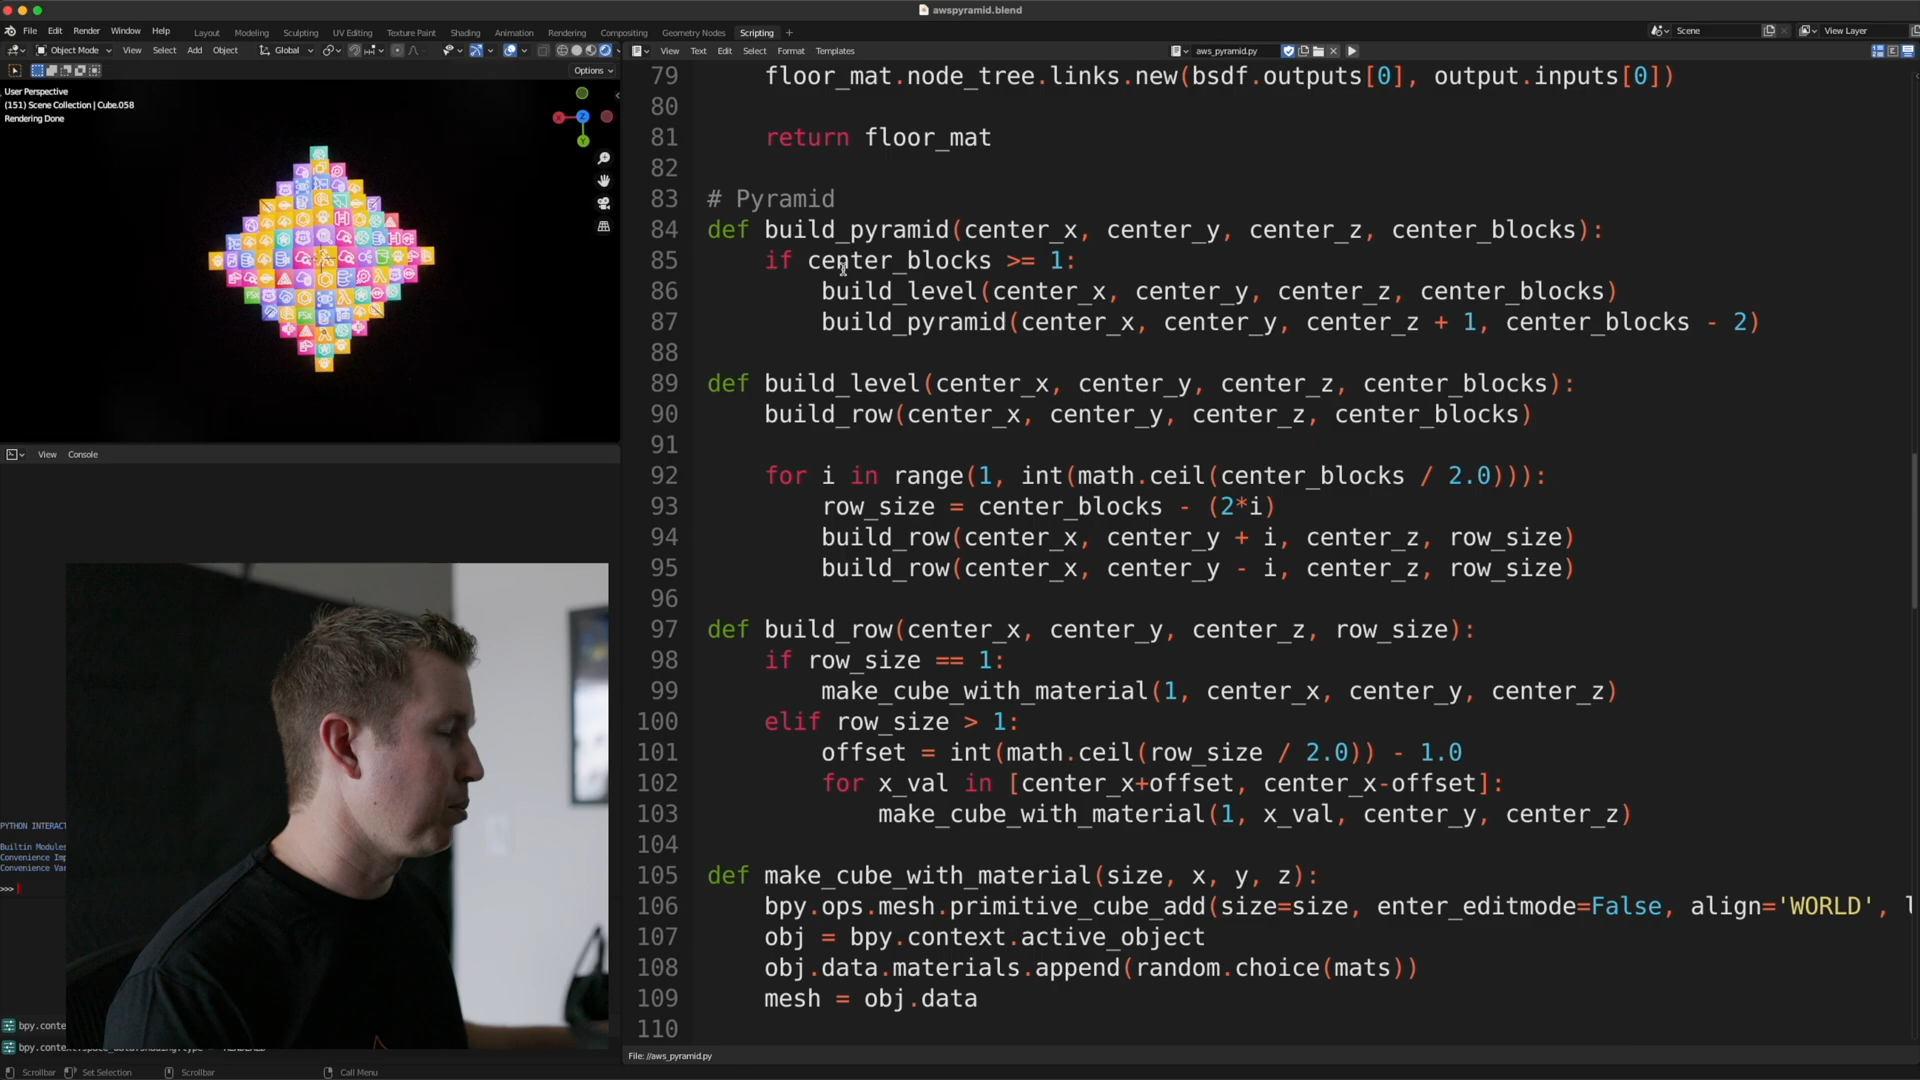 awspyramid.blend
File Edit Render Window Help Layout Modeling Sculpting UV Editing Texture Paint Shading Animation Rendering Compositing Geometry Nodes Scripting + Scene View Layer
Object Mode View Select Add Object Global View Text Edit Select Format Templates aws_pyramid.py
Options
User Perspective
(151) Scene Collection | Cube.058
Rendering Done
X Z
Y
79 floor_mat.node_tree.links.new(bsdf.outputs[0], output.inputs[0])
80
81 return floor_mat
82
83 # Pyramid
84 def build_pyramid(center_x, center_y, center_z, center_blocks):
85 if center_blocks >= 1:
86 build_level(center_x, center_y, center_z, center_blocks)
87 build_pyramid(center_x, center_y, center_z + 1, center_blocks - 2)
88
89 def build_level(center_x, center_y, center_z, center_blocks):
90 build_row(center_x, center_y, center_z, center_blocks)
91
92 for i in range(1, int(math.ceil(center_blocks / 2.0))):
93 row_size = center_blocks - (2*i)
94 build_row(center_x, center_y + i, center_z, row_size)
95 build_row(center_x, center_y - i, center_z, row_size)
96
97 def build_row(center_x, center_y, center_z, row_size):
98 if row_size == 1:
99 make_cube_with_material(1, center_x, center_y, center_z)
100 elif row_size > 1:
101 offset = int(math.ceil(row_size / 2.0)) - 1.0
102 for x_val in [center_x+offset, center_x-offset]:
103 make_cube_with_material(1, x_val, center_y, center_z)
104
105 def make_cube_with_material(size, x, y, z):
106 bpy.ops.mesh.primitive_cube_add(size=size, enter_editmode=False, align='WORLD', l
107 obj = bpy.context.active_object
108 obj.data.materials.append(random.choice(mats))
109 mesh = obj.data
110
View Console
PYTHON INTERACT
Builtin Modules
Convenience Imp
Convenience Var
>>>
bpy.conte
File: //aws_pyramid.py
Scrollbar Set Selection Scrollbar Call Menu